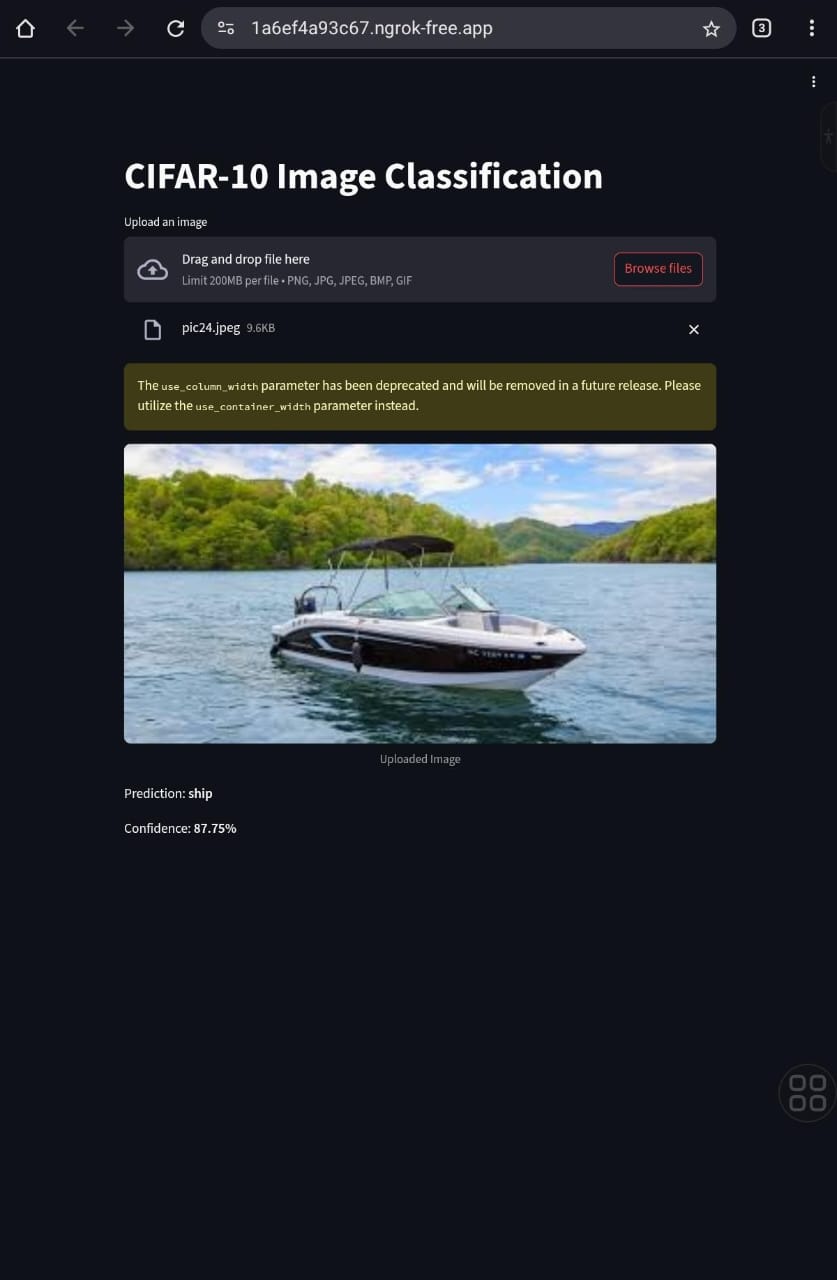 1a6ef4a93c67.ngrok-free.app
3
CIFAR-10 Image Classification
Upload an image
Drag and drop file here
Limit 200MB per file • PNG, JPG, JPEG, BMP, GIF
Browse files
pic24.jpeg 9.6KB
The use_column_width parameter has been deprecated and will be removed in a future release. Please
utilize the use_container_width parameter instead.
Uploaded Image
Prediction: ship
Confidence: 87.75%